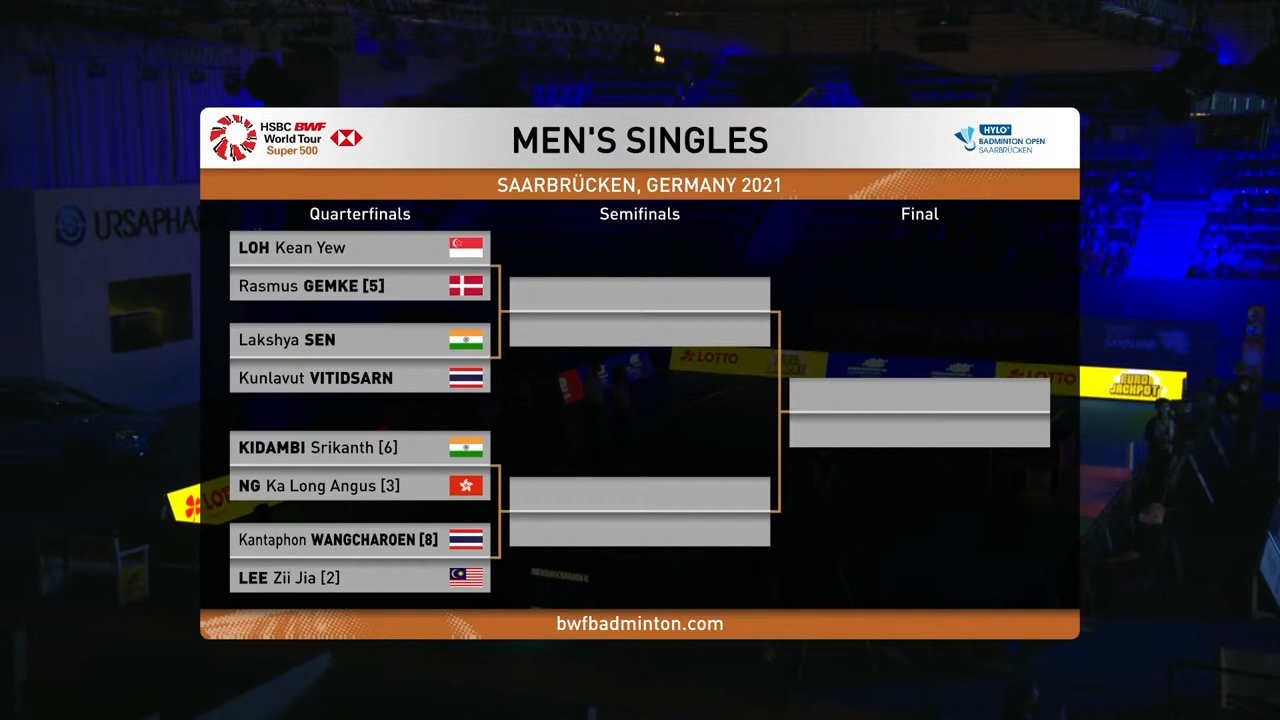 HSBC BWF
World Tour
Super 500
MEN'S SINGLES
HYLO
BADMINTON OPEN
SAARBRÜCKEN
SAARBRÜCKEN, GERMANY 2021
Quarterfinals
Semifinals
Final
LOH Kean Yew
Rasmus GEMKE [5]
Lakshya SEN
Kunlavut VITIDSARN
KIDAMBI Srikanth [6]
NG Ka Long Angus [3]
Kantaphon WANGCHAROEN [8]
LEE Zii Jia [2]
bwfbadminton.com
URSAPHA
LOTTO
LOTTO
EURO
JACKPOT
LOTTO